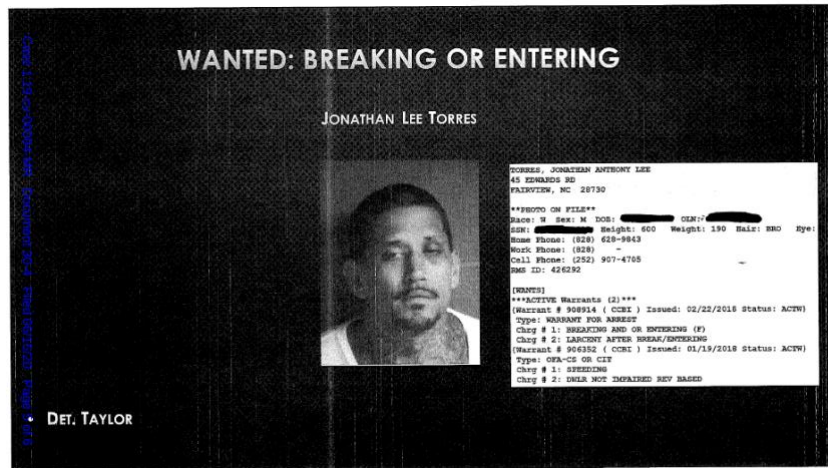 WANTED: BREAKING OR ENTERING
JONATHAN LEE TORRES
TORRES, JONATHAN ANTHONY LEE
45 EDWARDS RD
FAIRVIEW, NC 28730
**PHOTO ON FILE**
Race: W Sex: M DOB: OLN:
SSN: Height: 600 Weight: 190 Hair: BRO Eye:
Home Phone: (828) 628-9843
Work Phone: (828) -
Cell Phone: (252) 907-4705
RMS ID: 426292
[WANTS]
***ACTIVE Warrants (2)***
(Warrant # 908914 ( CCBI ) Issued: 02/22/2018 Status: ACTW)
Type: WARRANT FOR ARREST
Chrg # 1: BREAKING AND OR ENTERING (F)
Chrg # 2: LARCENY AFTER BREAK/ENTERING
(Warrant # 906352 ( CCBI ) Issued: 01/19/2018 Status: ACTW)
Type: OFA-CS OR CIT
Chrg # 1: SPEEDING
Chrg # 2: DWLR NOT IMPAIRED REV BASED
• DET. TAYLOR